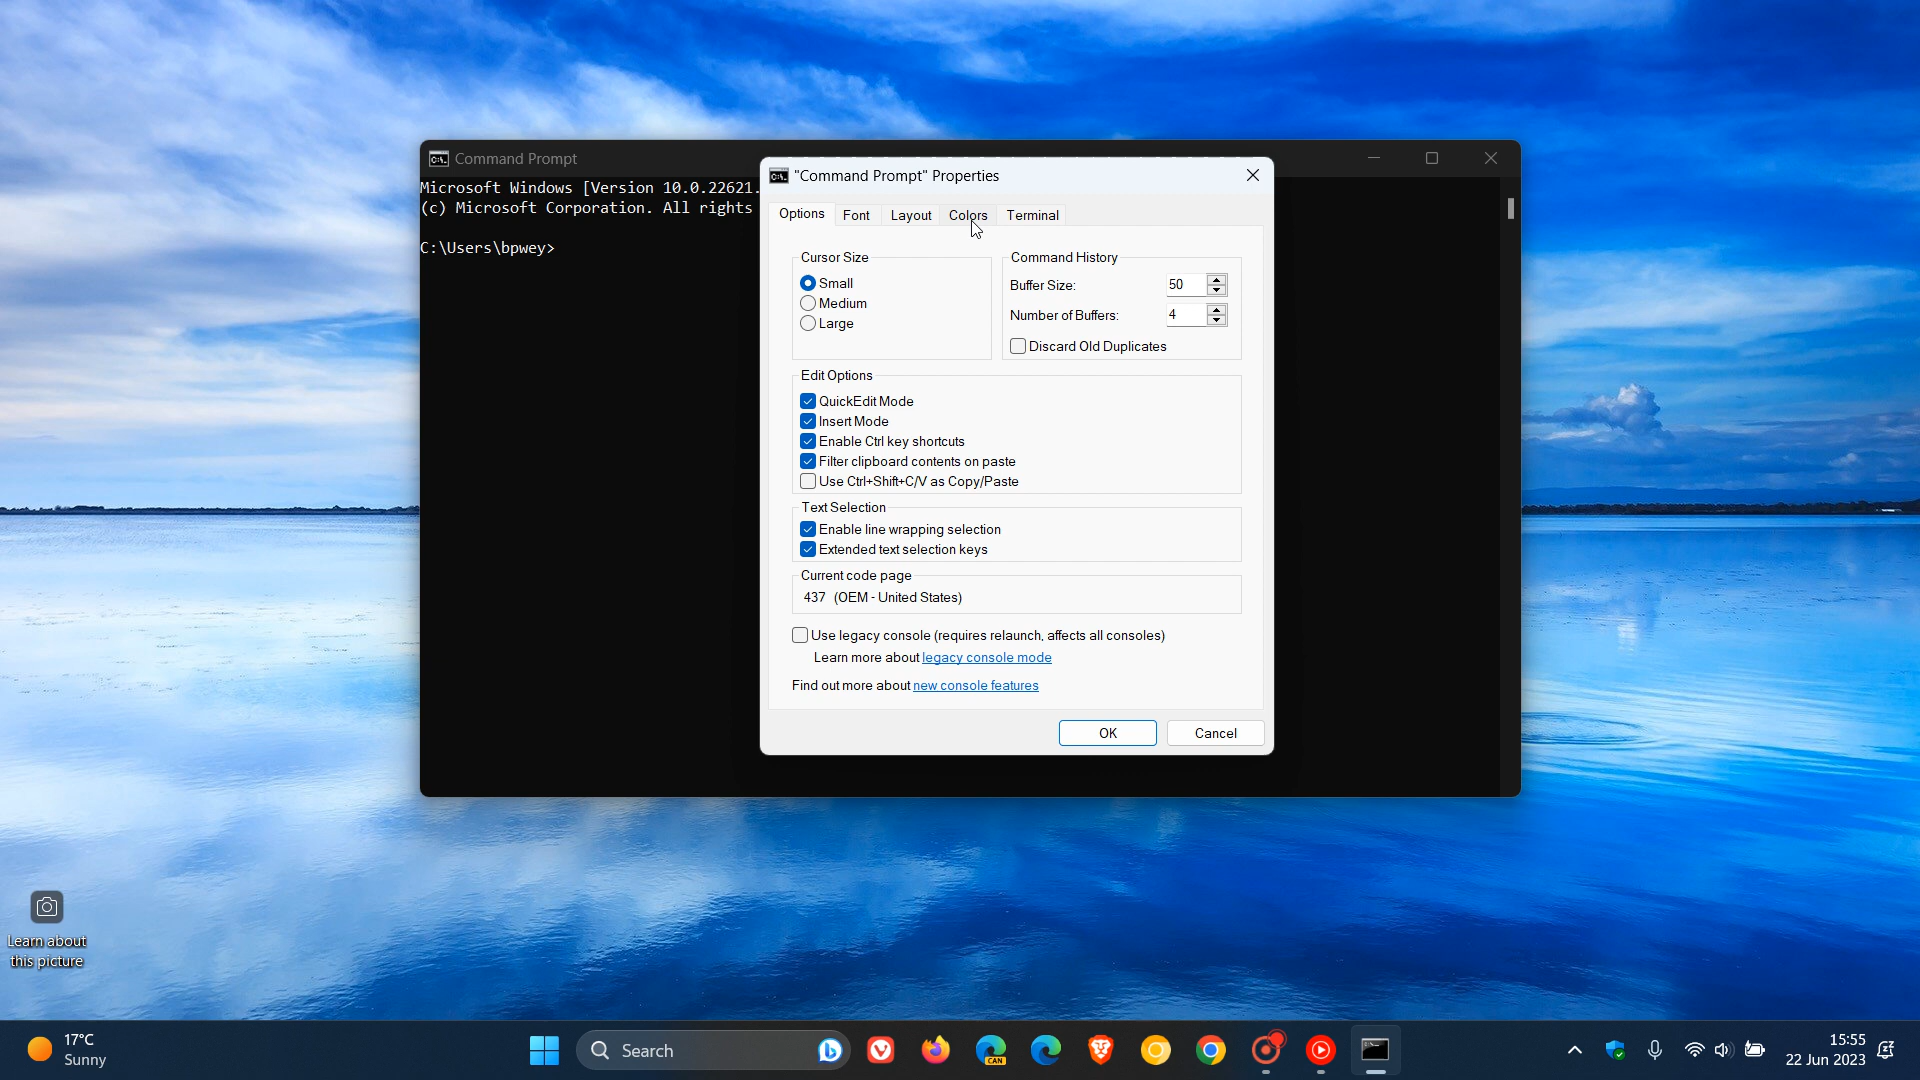 Command Prompt
Microsoft Windows [Version 10.0.22621.
(c) Microsoft Corporation. All rights
C:\Users\bpwey>
"Command Prompt" Properties
Options Font Layout Colors Terminal
Cursor Size
Small
Medium
Large
Command History
Buffer Size: 50
Number of Buffers: 4
Discard Old Duplicates
Edit Options
QuickEdit Mode
Insert Mode
Enable Ctrl key shortcuts
Filter clipboard contents on paste
Use Ctrl+Shift+C/V as Copy/Paste
Text Selection
Enable line wrapping selection
Extended text selection keys
Current code page
437 (OEM - United States)
Use legacy console (requires relaunch, affects all consoles)
Learn more about legacy console mode
Find out more about new console features
OK Cancel
Learn about
this picture
17°C
Sunny
Search
CAN
15:55
22 Jun 2023